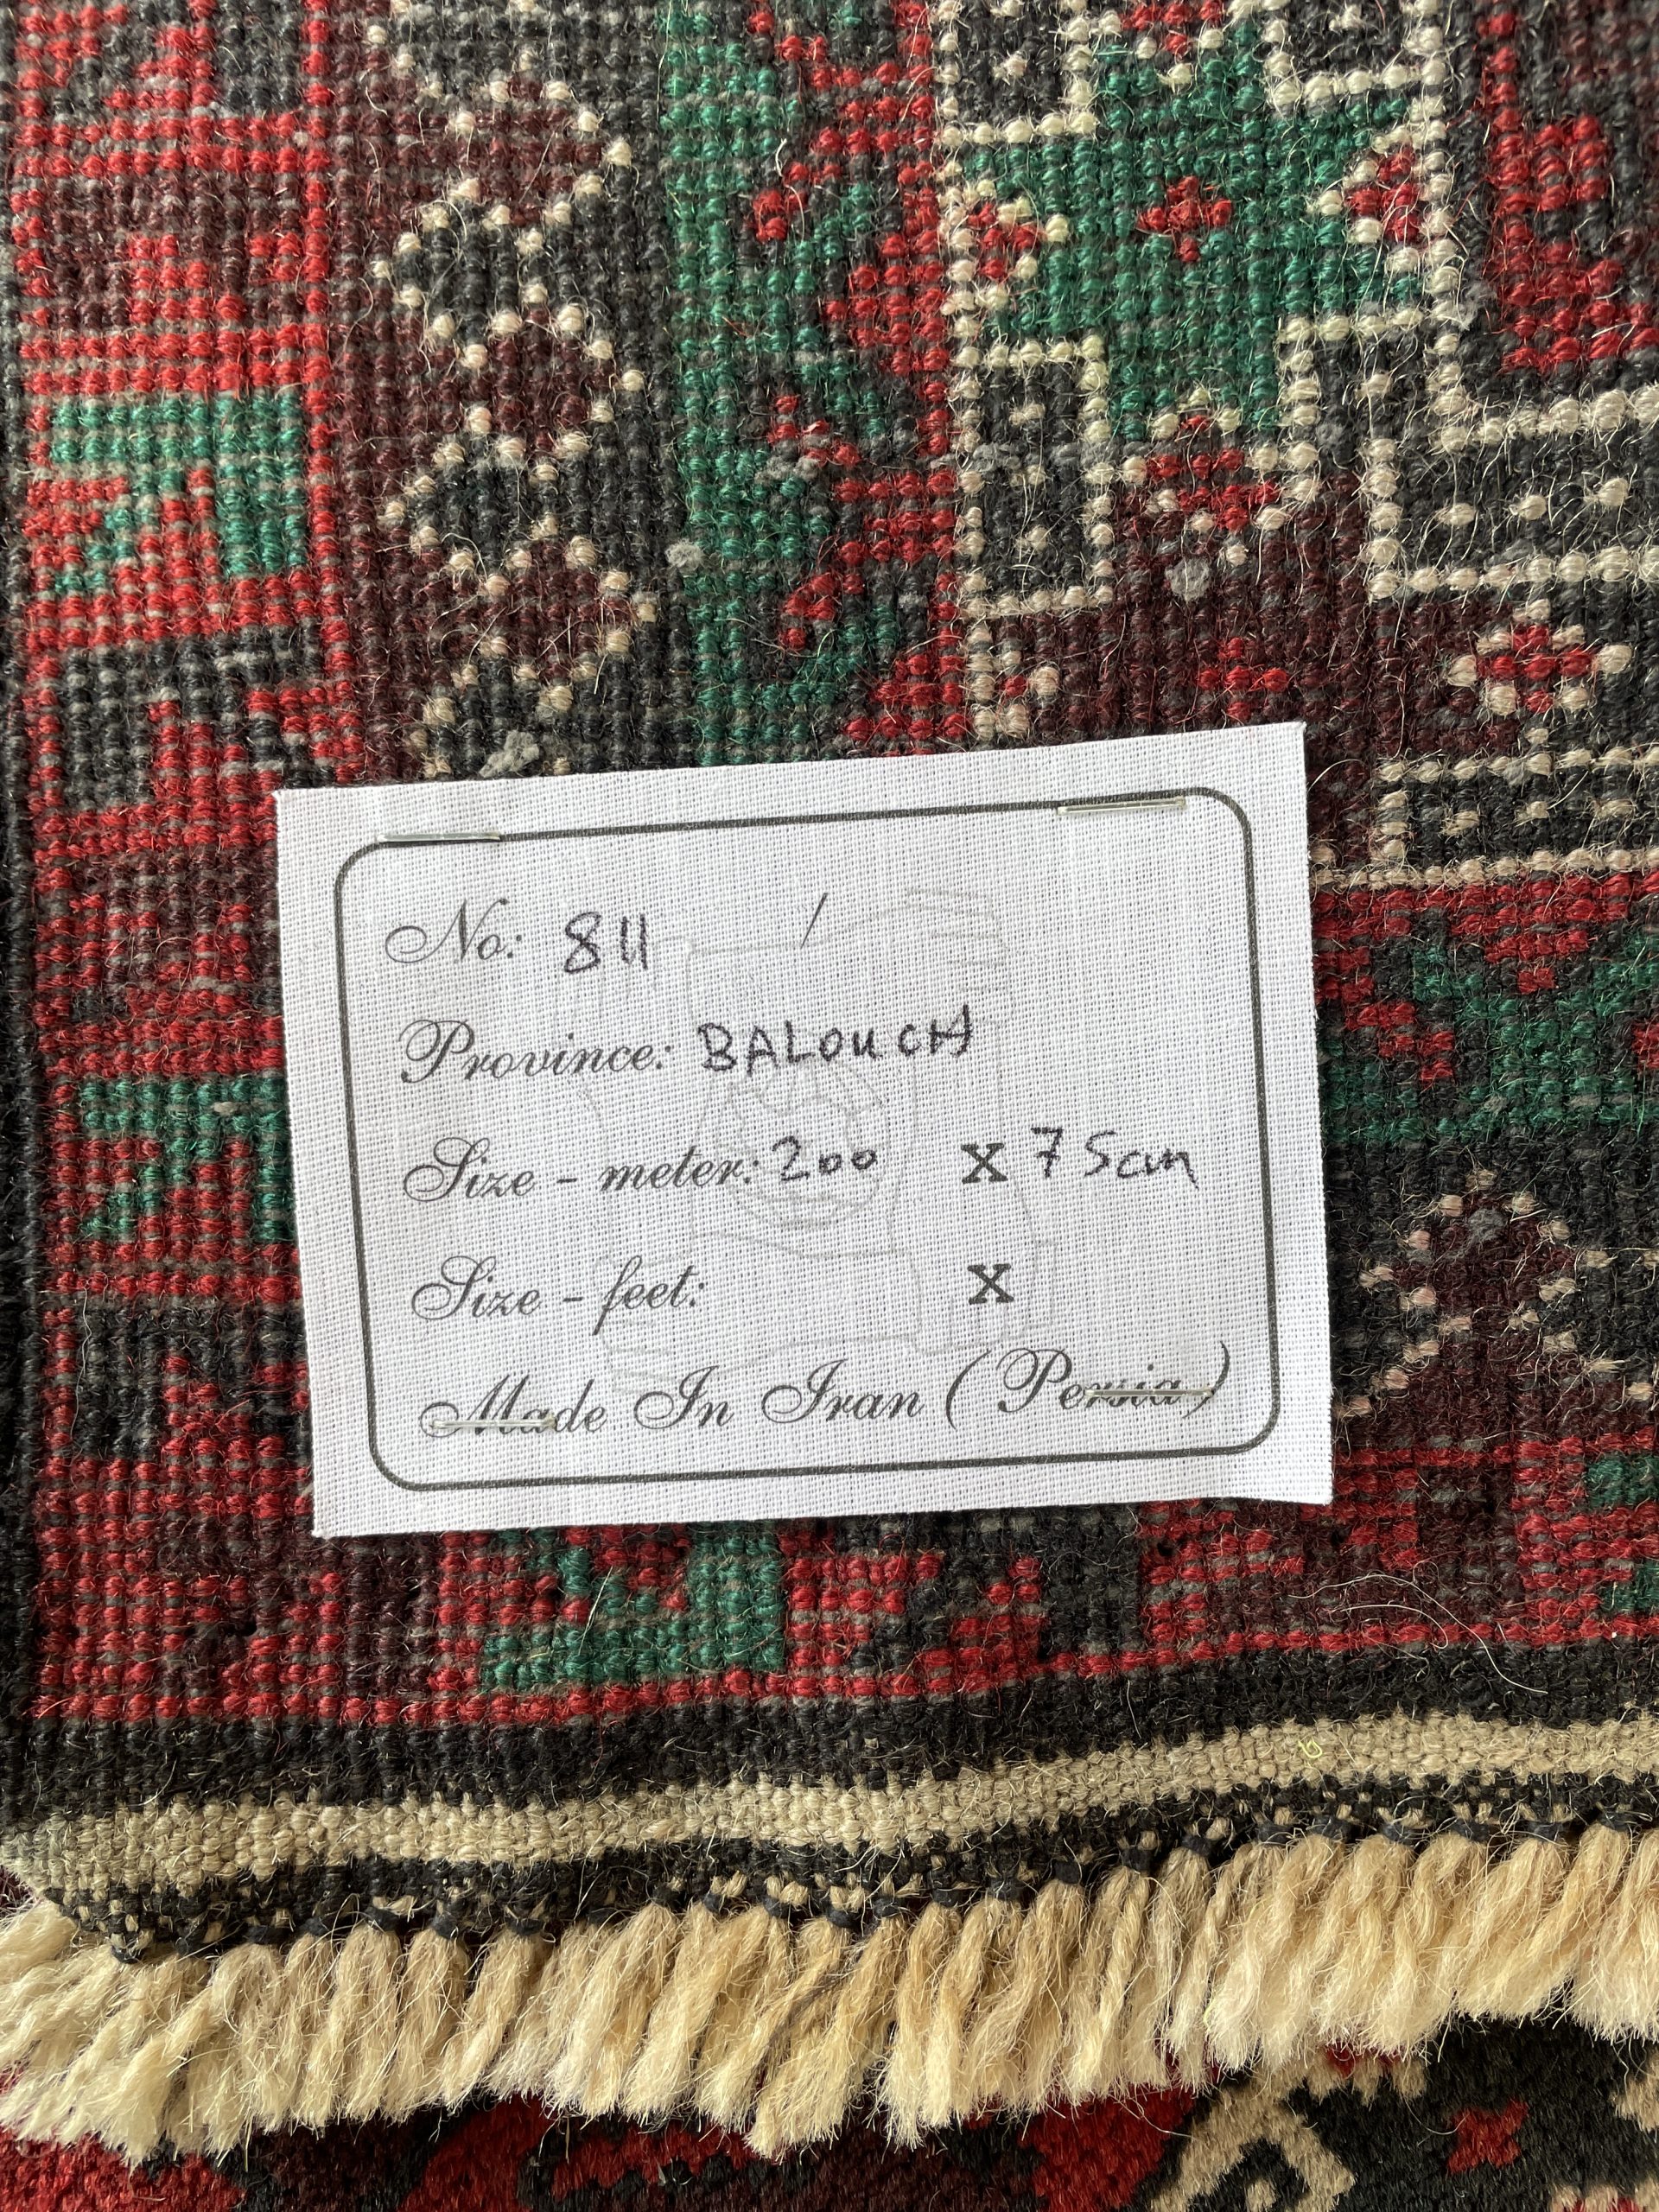 No: 811 /
Province: BALOUCH
Size - meter: 200 X 75cm
Size - feet: X
Made In Iran (Persia)